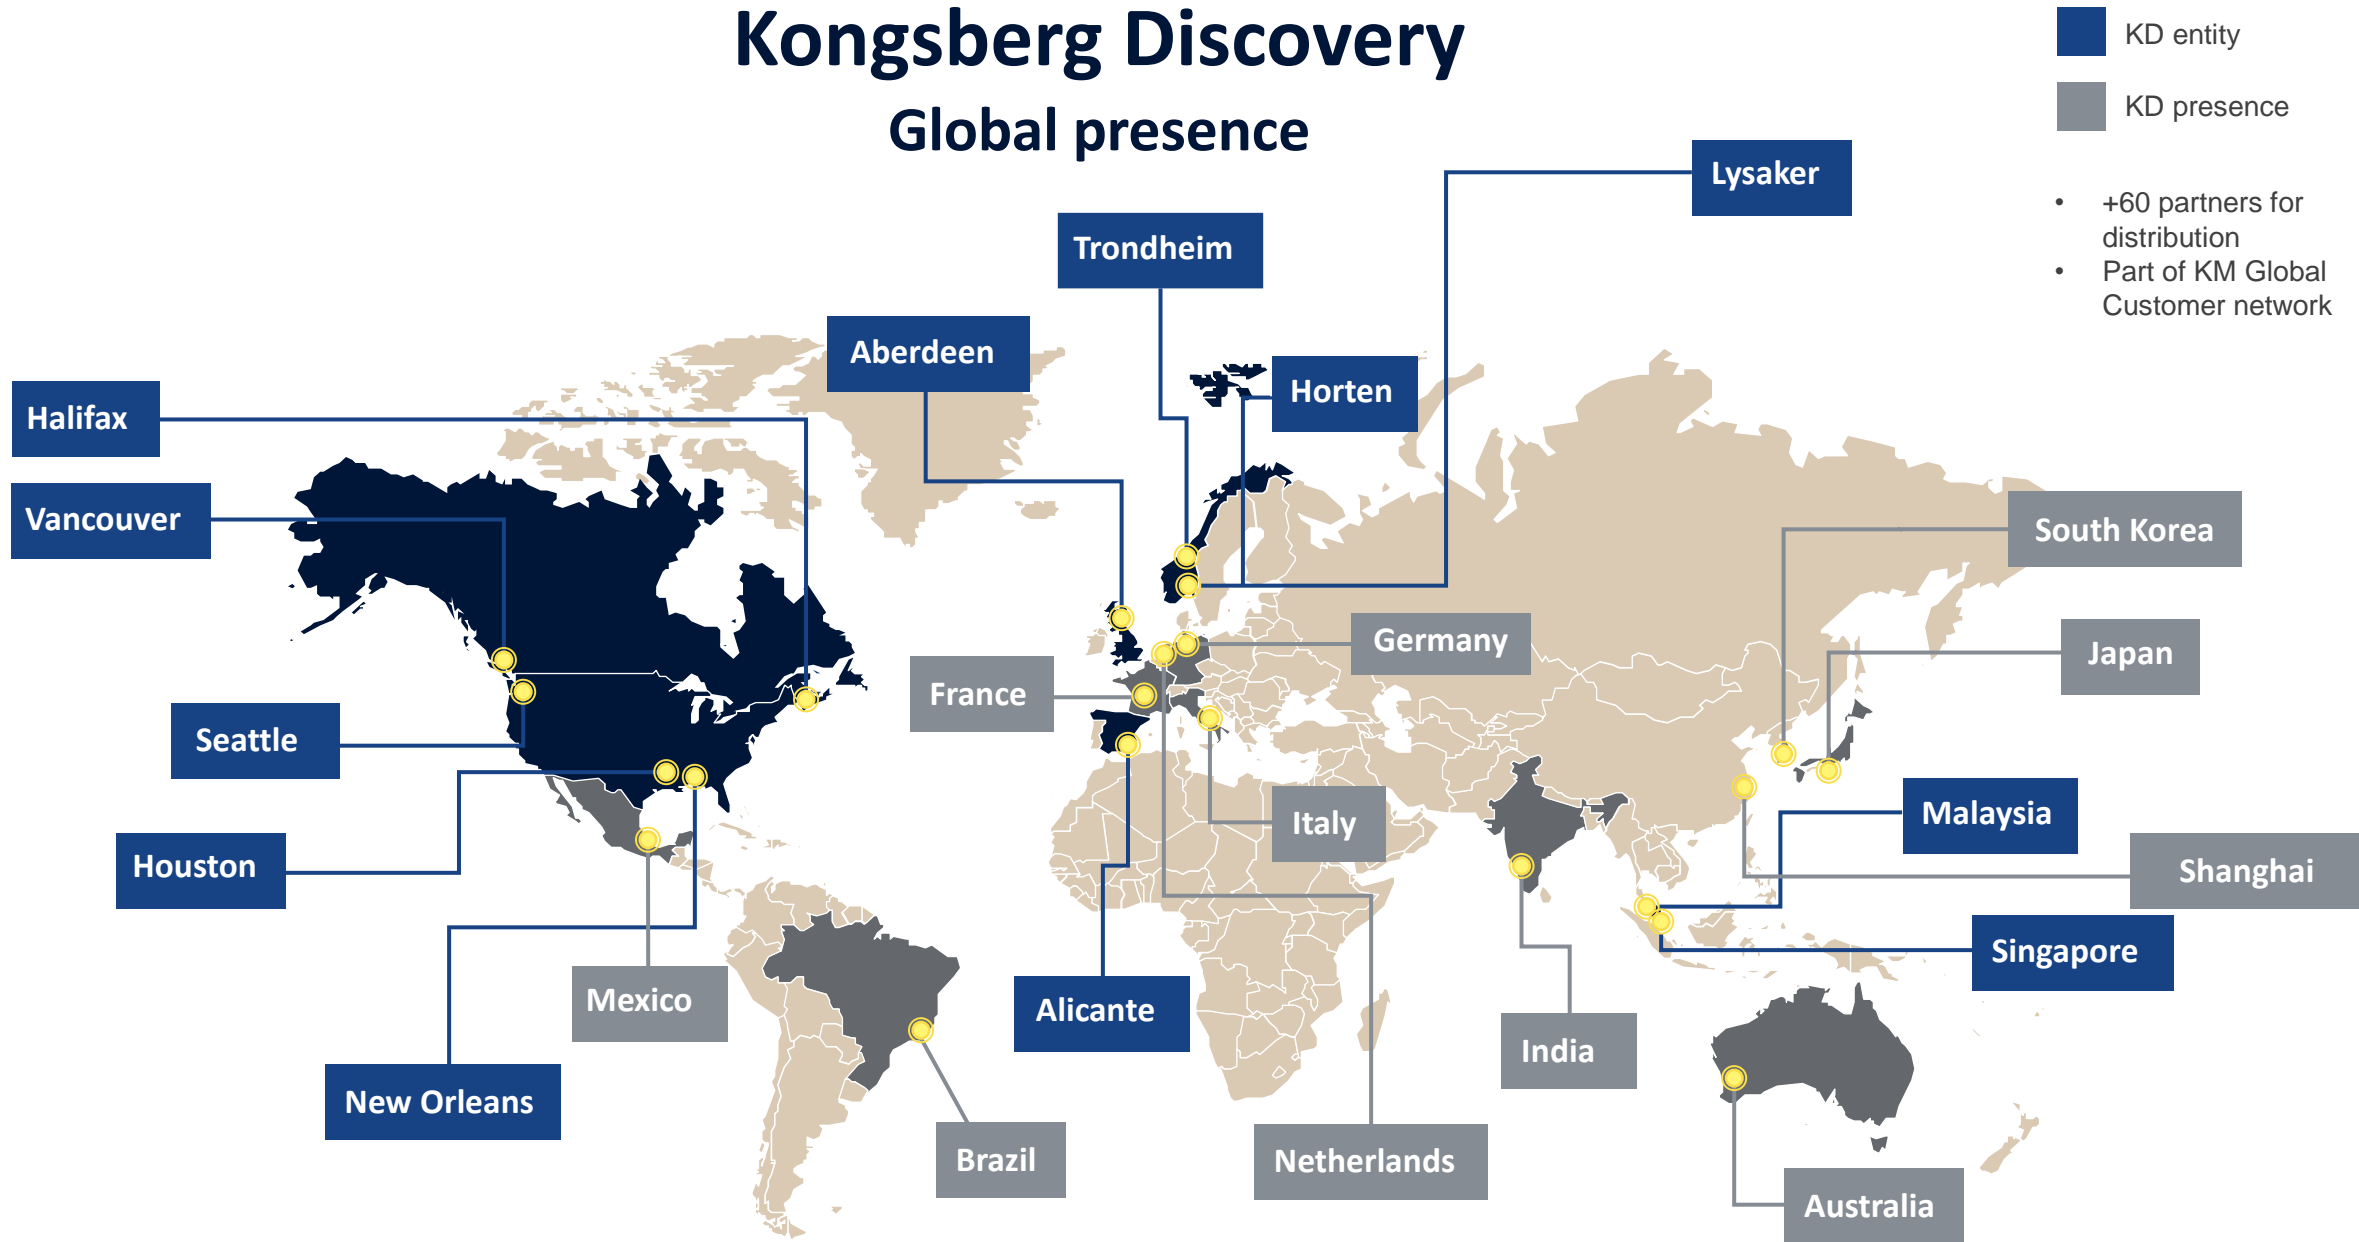 Kongsberg Discovery
Global presence
KD entity
KD presence
• +60 partners for
distribution
• Part of KM Global
Customer network
Lysaker
Trondheim
Aberdeen
Horten
Halifax
Vancouver
South Korea
Germany
Japan
France
Seattle
Italy
Malaysia
Houston
Shanghai
Singapore
Mexico
Alicante
India
New Orleans
Brazil
Netherlands
Australia